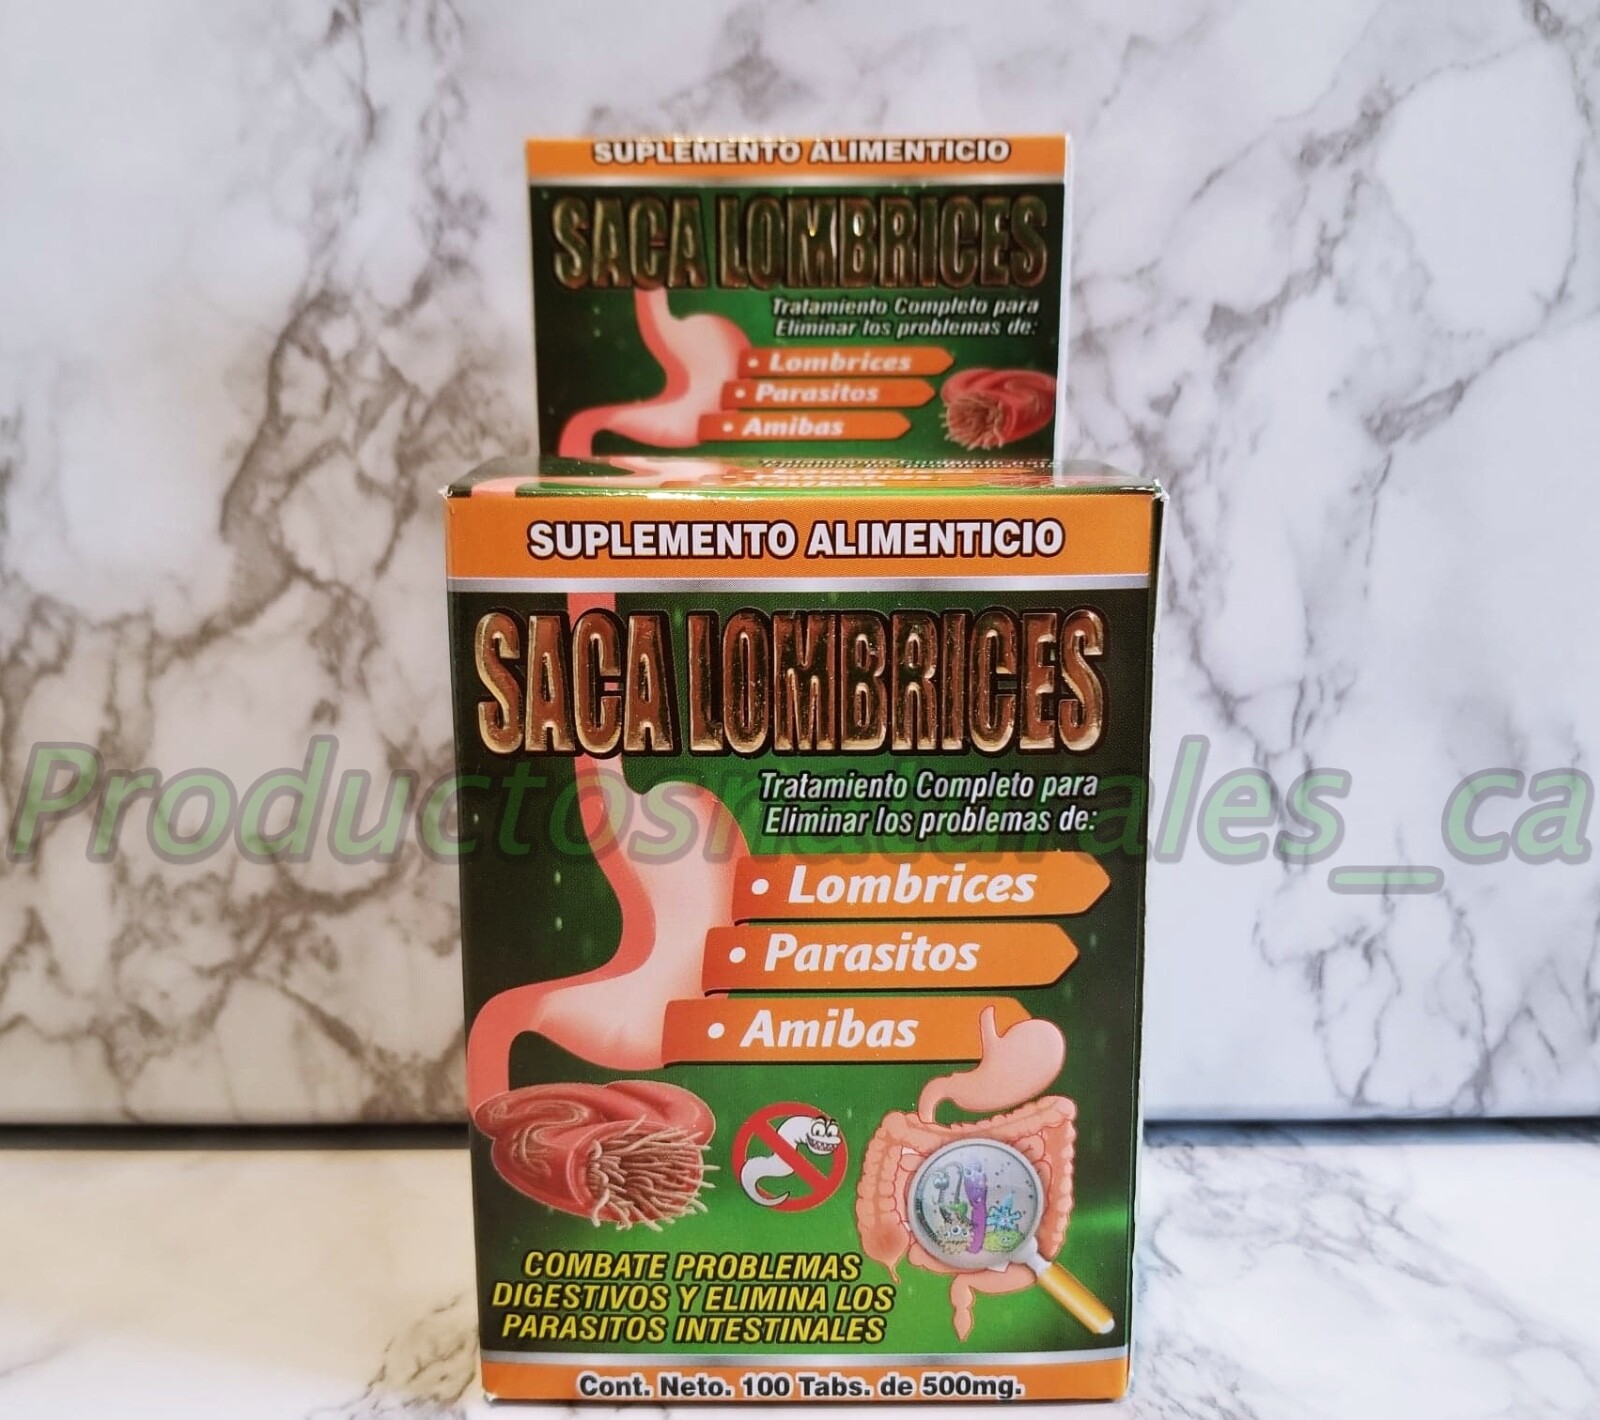 SUPLEMENTO ALIMENTICIO
SACA LOMBRICES
Tratamiento Completo para
Eliminar los problemas de:
• Lombrices
• Parasitos
• Amibas
SUPLEMENTO ALIMENTICIO
SACA LOMBRICES
Tratamiento Completo para
Eliminar los problemas de:
• Lombrices
• Parasitos
• Amibas
Productosnaturales_ca
COMBATE PROBLEMAS
DIGESTIVOS Y ELIMINA LOS
PARASITOS INTESTINALES
Cont. Neto. 100 Tabs. de 500mg.